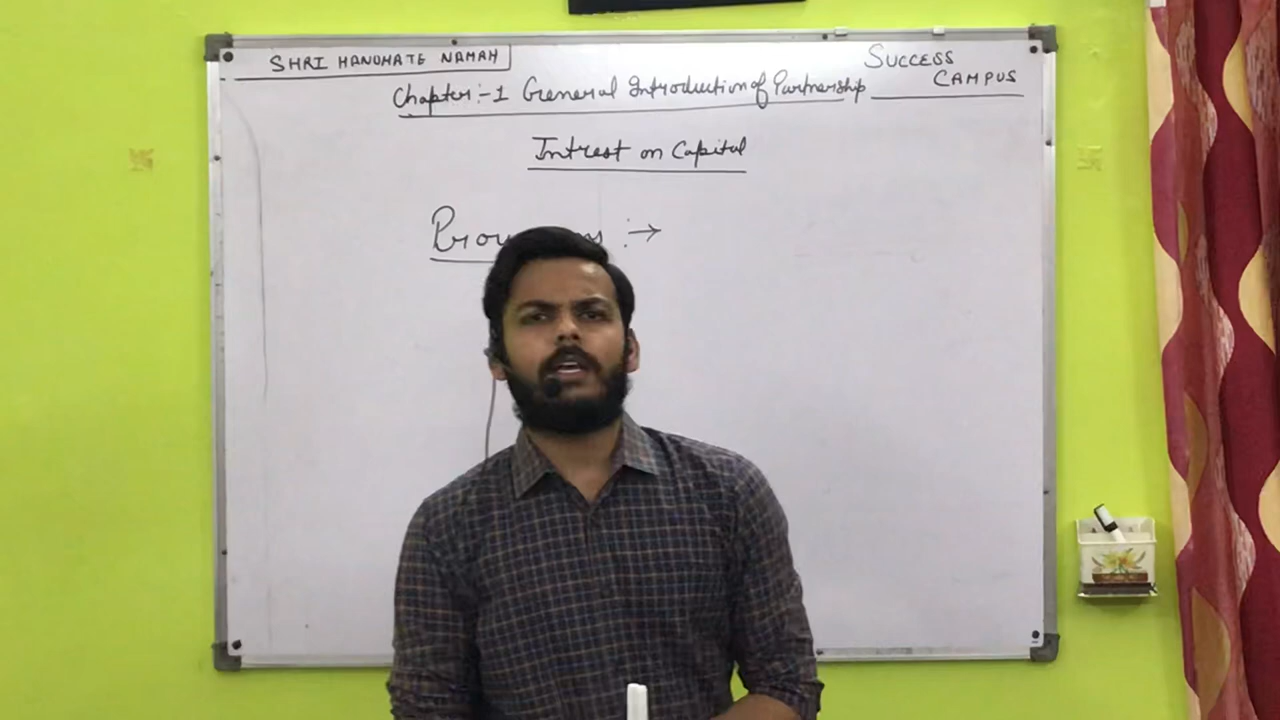 SHRI HANUMATE NAMAH
SUCCESS
CAMPUS
Chapter:-1 General Introduction of Partnership
Intrest on Capital
:→